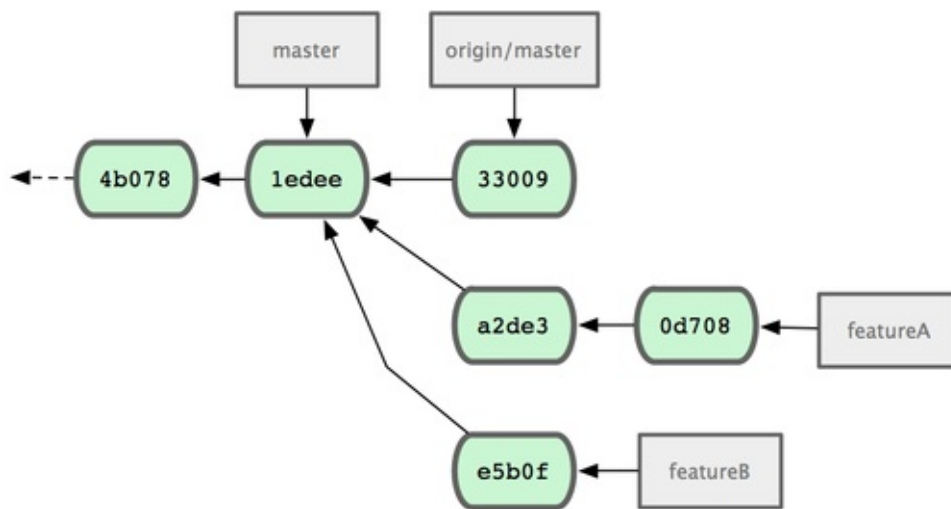 master
origin/master
4b078
1edee
33009
a2de3
0d708
featureA
e5b0f
featureB